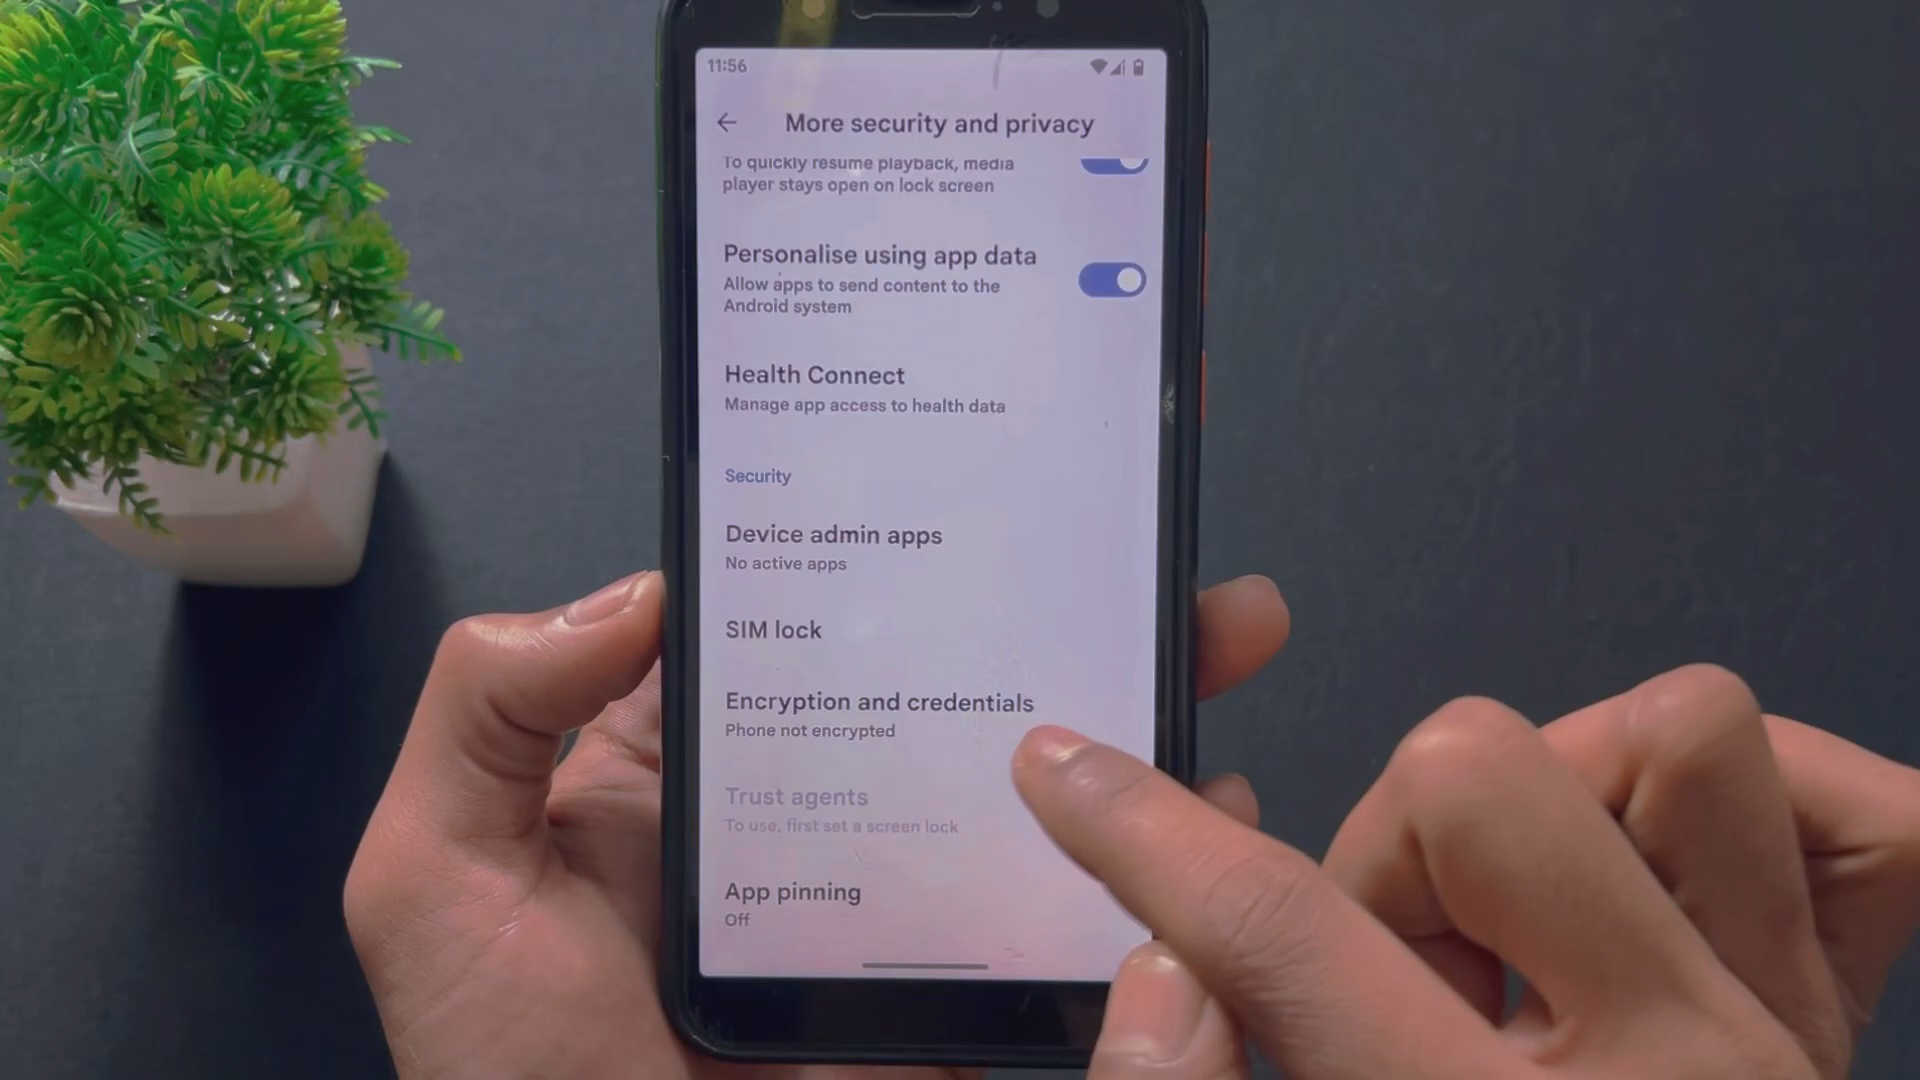 11:56
More security and privacy
To quickly resume playback, media
player stays open on lock screen
Personalise using app data
Allow apps to send content to the
Android system
Health Connect
Manage app access to health data
Security
Device admin apps
No active apps
SIM lock
Encryption and credentials
Phone not encrypted
Trust agents
To use, first set a screen lock
App pinning
Off